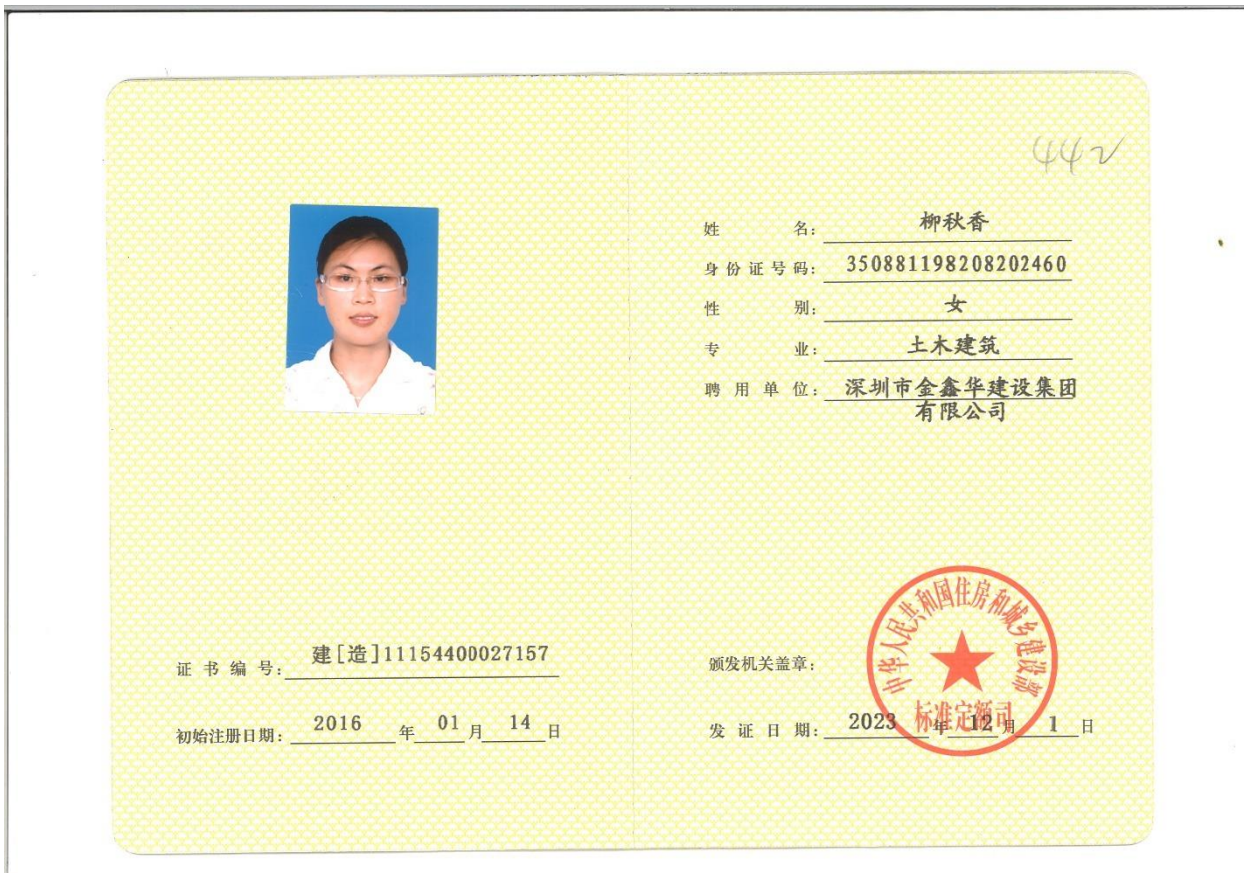 442
姓名: 柳秋香
身份证号码: 350881198208202460
性别: 女
专业: 土木建筑
聘用单位: 深圳市金鑫华建设集团
有限公司
证书编号: 建[造]11154400027157
初始注册日期: 2016年01月14日
中华人民共和国住房和城乡建设部
标准定额司
颁发机关盖章:
发证日期: 2023年12月1日